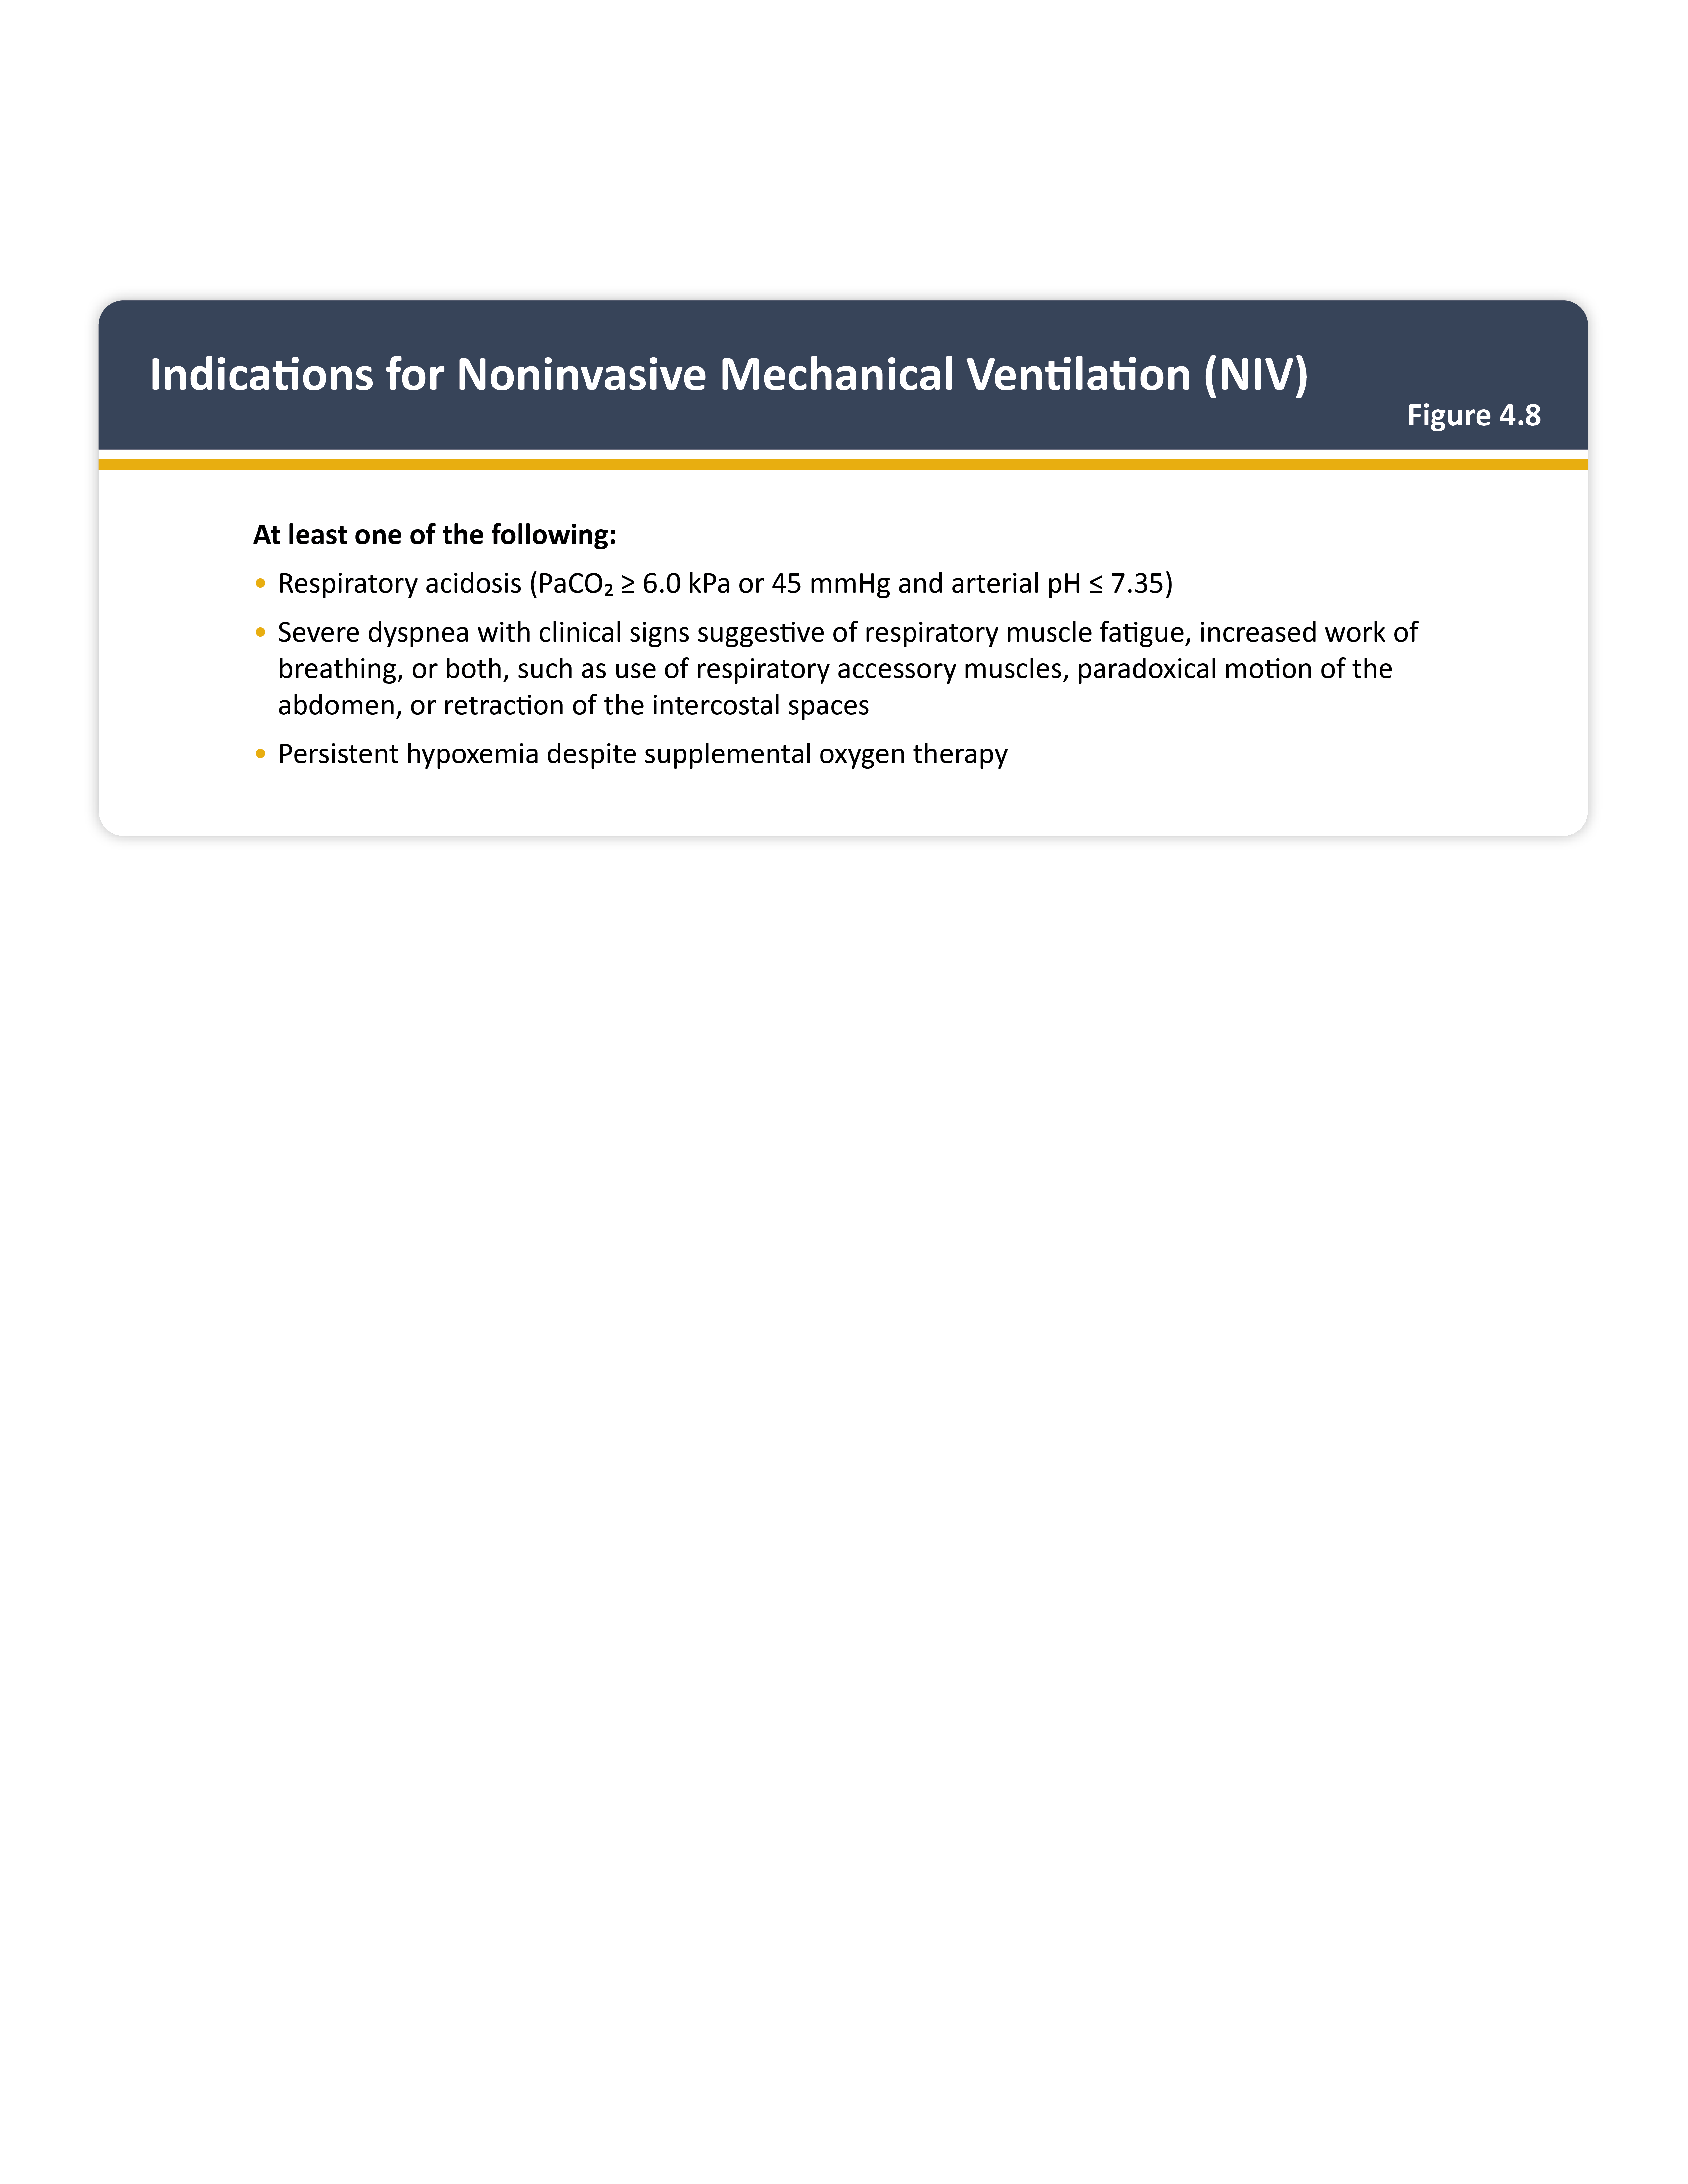 Indications for Noninvasive Mechanical Ventilation (NIV)
Figure 4.8
At least one of the following:
• Respiratory acidosis (PaCO₂ ≥ 6.0 kPa or 45 mmHg and arterial pH ≤ 7.35)
• Severe dyspnea with clinical signs suggestive of respiratory muscle fatigue, increased work of
breathing, or both, such as use of respiratory accessory muscles, paradoxical motion of the
abdomen, or retraction of the intercostal spaces
• Persistent hypoxemia despite supplemental oxygen therapy